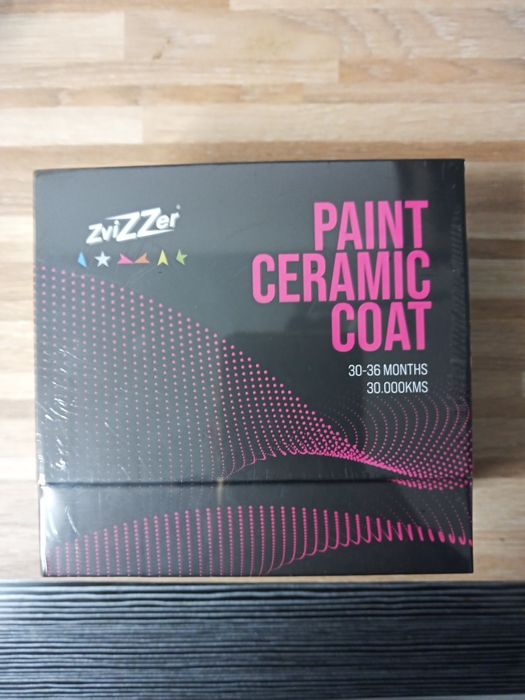 ZviZZer
PAINT
CERAMIC
COAT
30-36 MONTHS
30.000KMS